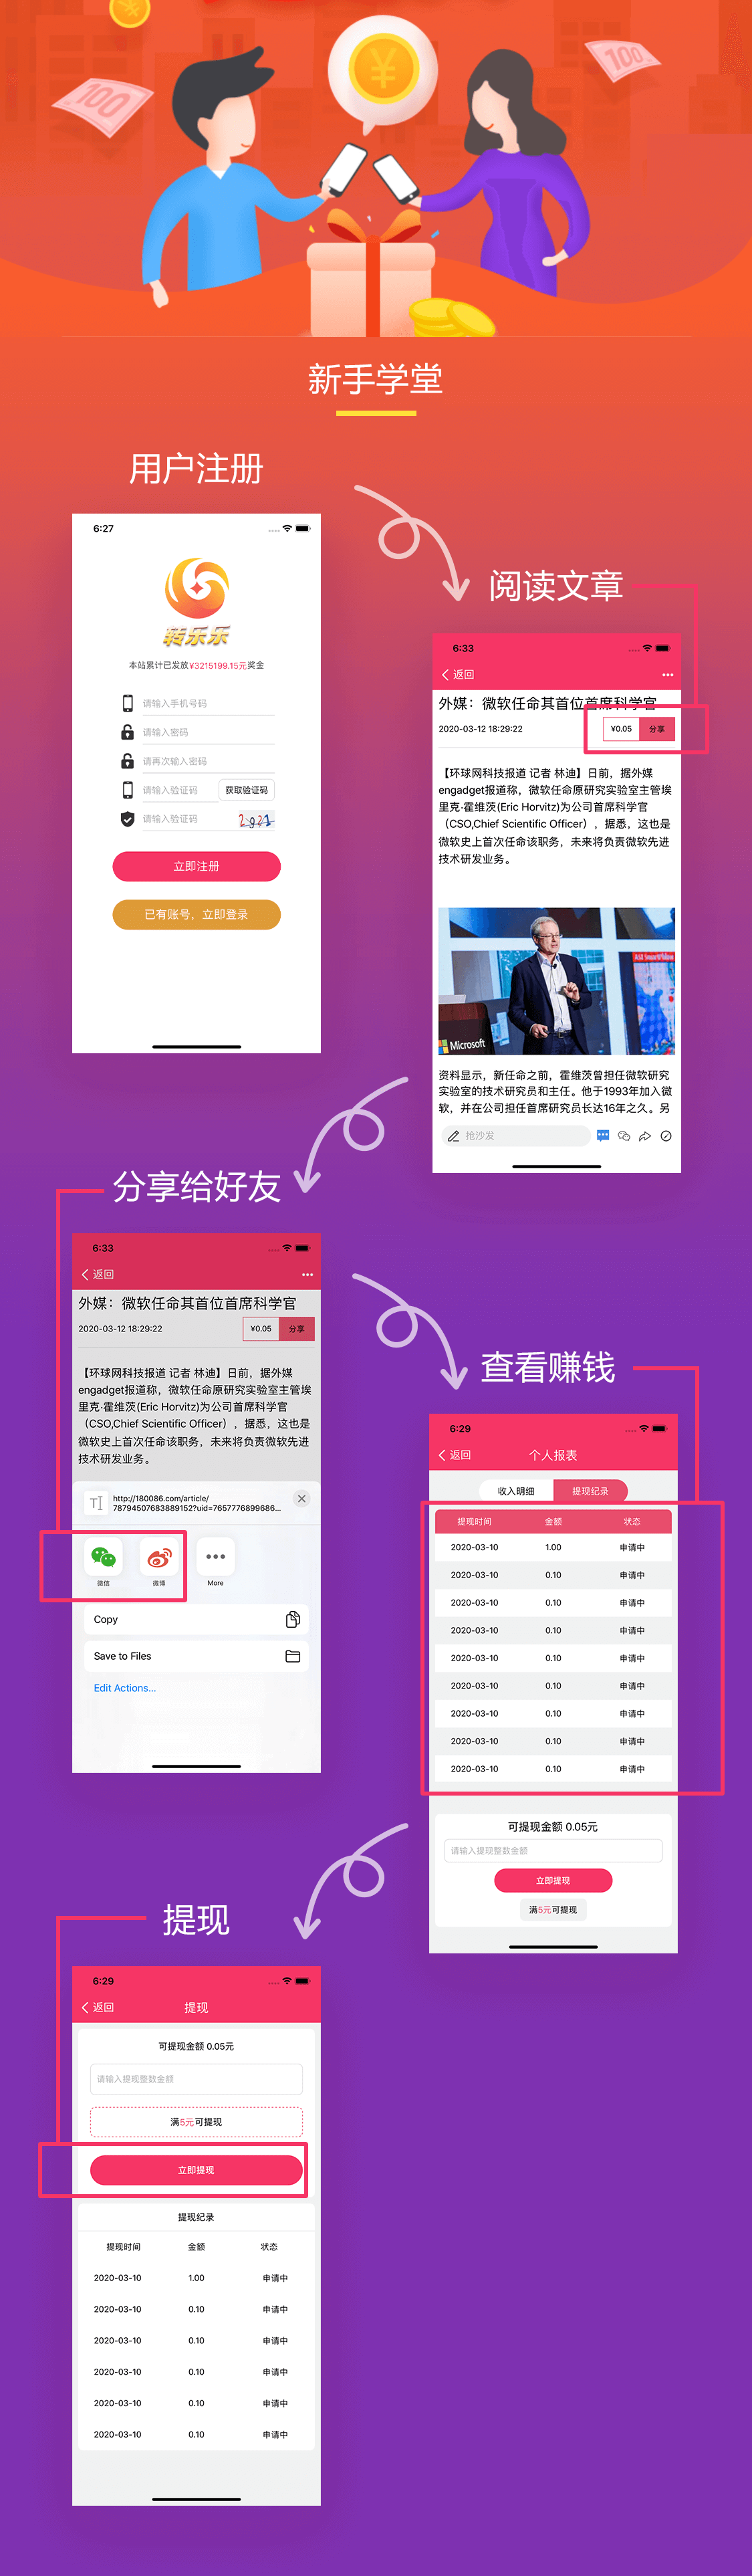 100
¥
100
新手学堂
用户注册
6:27
转乐乐
本站累计已发放¥3215199.15元奖金
请输入手机号码
请输入密码
请再次输入密码
请输入验证码
获取验证码
请输入验证码
2921
立即注册
已有账号，立即登录
阅读文章
6:33
返回
外媒：微软任命其首位首席科学官
2020-03-12 18:29:22
¥0.05
分享
【环球网科技报道 记者 林迪】日前，据外媒
engadget报道称，微软任命原研究实验室主管埃
里克·霍维茨(Eric Horvitz)为公司首席科学官
（CSO,Chief Scientific Officer），据悉，这也是
微软史上首次任命该职务，未来将负责微软先进
技术研发业务。
Microsoft
资料显示，新任命之前，霍维茨曾担任微软研究
实验室的技术研究员和主任。他于1993年加入微
软，并在公司担任首席研究员长达16年之久。另
抢沙发
分享给好友
6:33
返回
外媒：微软任命其首位首席科学官
2020-03-12 18:29:22
¥0.05
分享
【环球网科技报道 记者 林迪】日前，据外媒
engadget报道称，微软任命原研究实验室主管埃
里克·霍维茨(Eric Horvitz)为公司首席科学官
（CSO,Chief Scientific Officer），据悉，这也是
微软史上首次任命该职务，未来将负责微软先进
技术研发业务。
http://180086.com/article/
78794507683889152?uid=7657776899686...
微信
微博
More
Copy
Save to Files
Edit Actions...
查看赚钱
6:29
返回
个人报表
收入明细
提现纪录
提现时间 金额 状态
2020-03-10 1.00 申请中
2020-03-10 0.10 申请中
2020-03-10 0.10 申请中
2020-03-10 0.10 申请中
2020-03-10 0.10 申请中
2020-03-10 0.10 申请中
2020-03-10 0.10 申请中
2020-03-10 0.10 申请中
2020-03-10 0.10 申请中
可提现金额 0.05元
请输入提现整数金额
立即提现
满5元可提现
提现
6:29
返回
提现
可提现金额 0.05元
请输入提现整数金额
满5元可提现
立即提现
提现纪录
提现时间 金额 状态
2020-03-10 1.00 申请中
2020-03-10 0.10 申请中
2020-03-10 0.10 申请中
2020-03-10 0.10 申请中
2020-03-10 0.10 申请中
2020-03-10 0.10 申请中